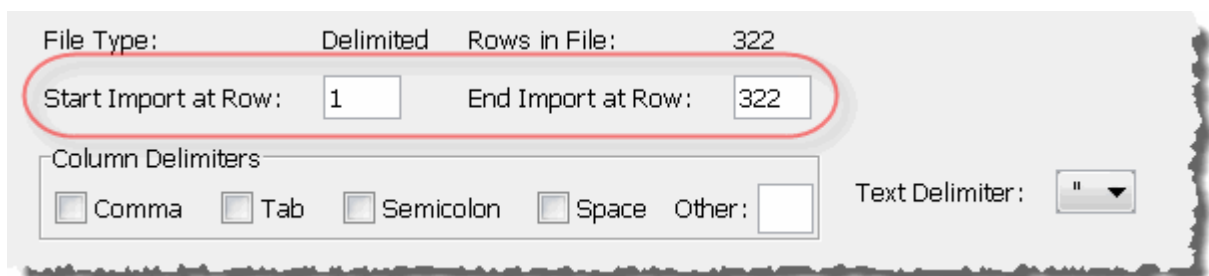 File Type: Delimited Rows in File: 322
Start Import at Row: 1 End Import at Row: 322
Column Delimiters
Comma Tab Semicolon Space Other: Text Delimiter: "